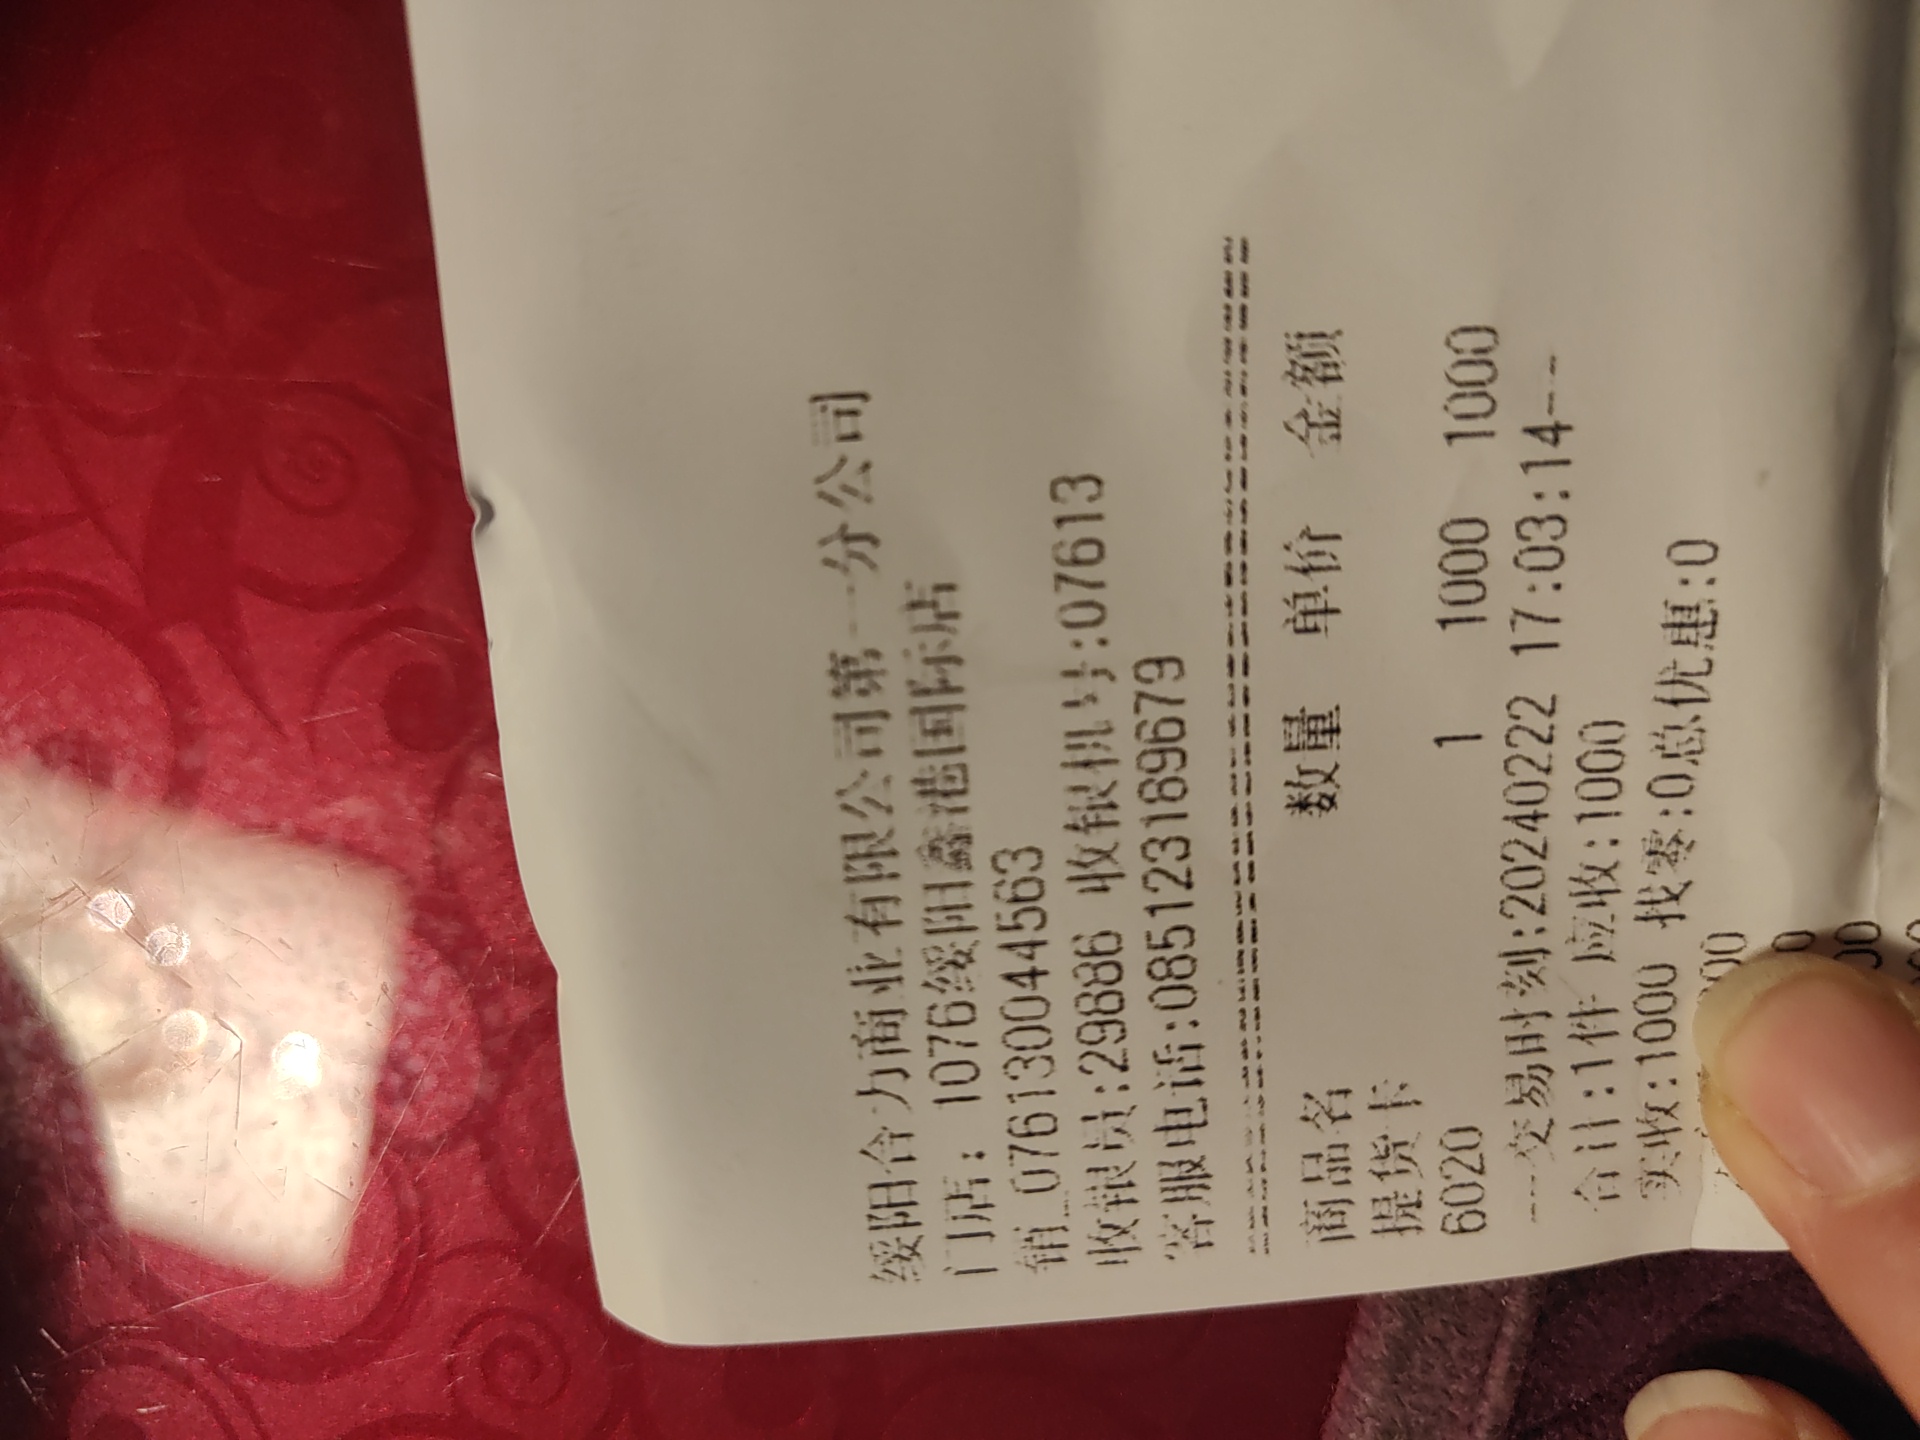 绥阳合力商业有限公司第一分公司
门店: 1076绥阳鑫港国际店
销_076130044563
收银员:29886 收银机号:07613
客服电话:085123189679
商品名 数量 单价 金额
提货卡
6020 1 1000 1000
---交易时刻:20240222 17:03:14---
合计:1件 应收:1000
实收:1000 找零:0总优惠:0